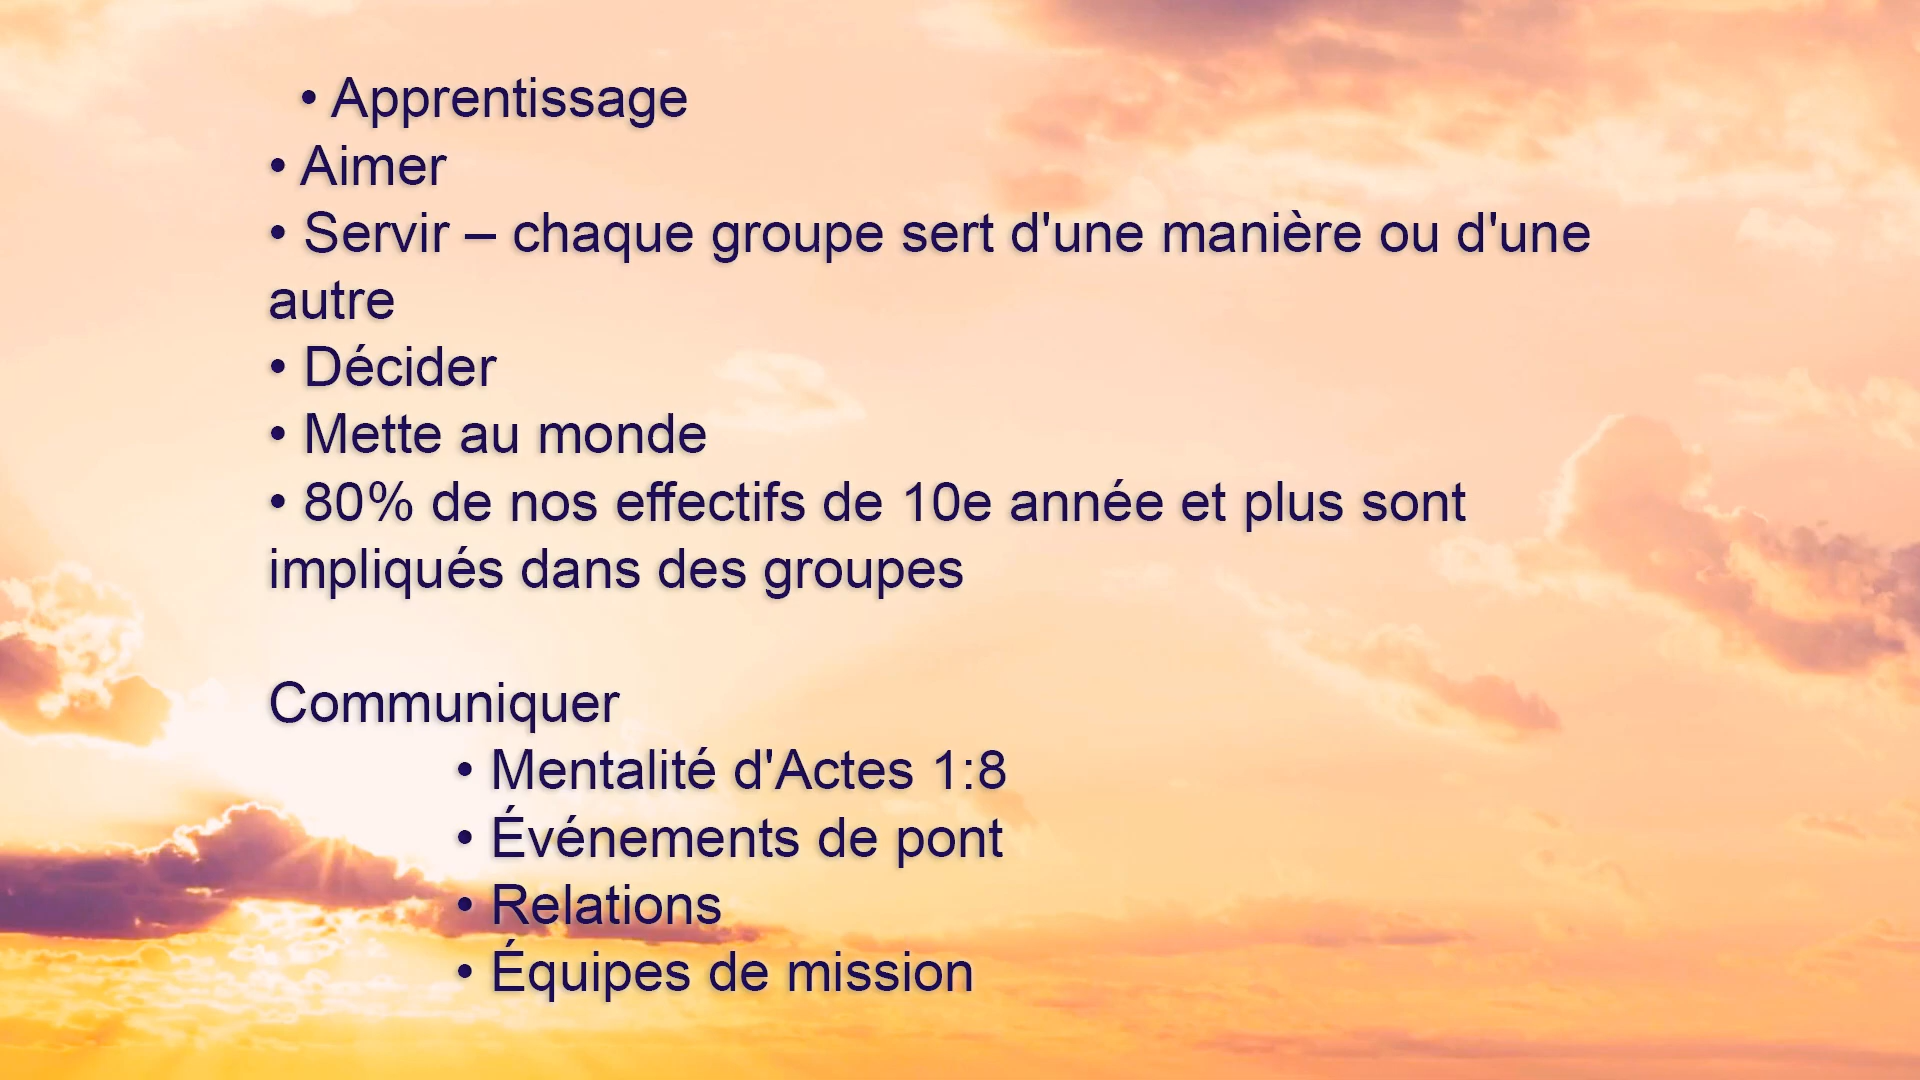 • Apprentissage
• Aimer
• Servir – chaque groupe sert d'une manière ou d'une
autre
• Décider
• Mette au monde
• 80% de nos effectifs de 10e année et plus sont
impliqués dans des groupes
Communiquer
• Mentalité d'Actes 1:8
• Événements de pont
• Relations
• Équipes de mission